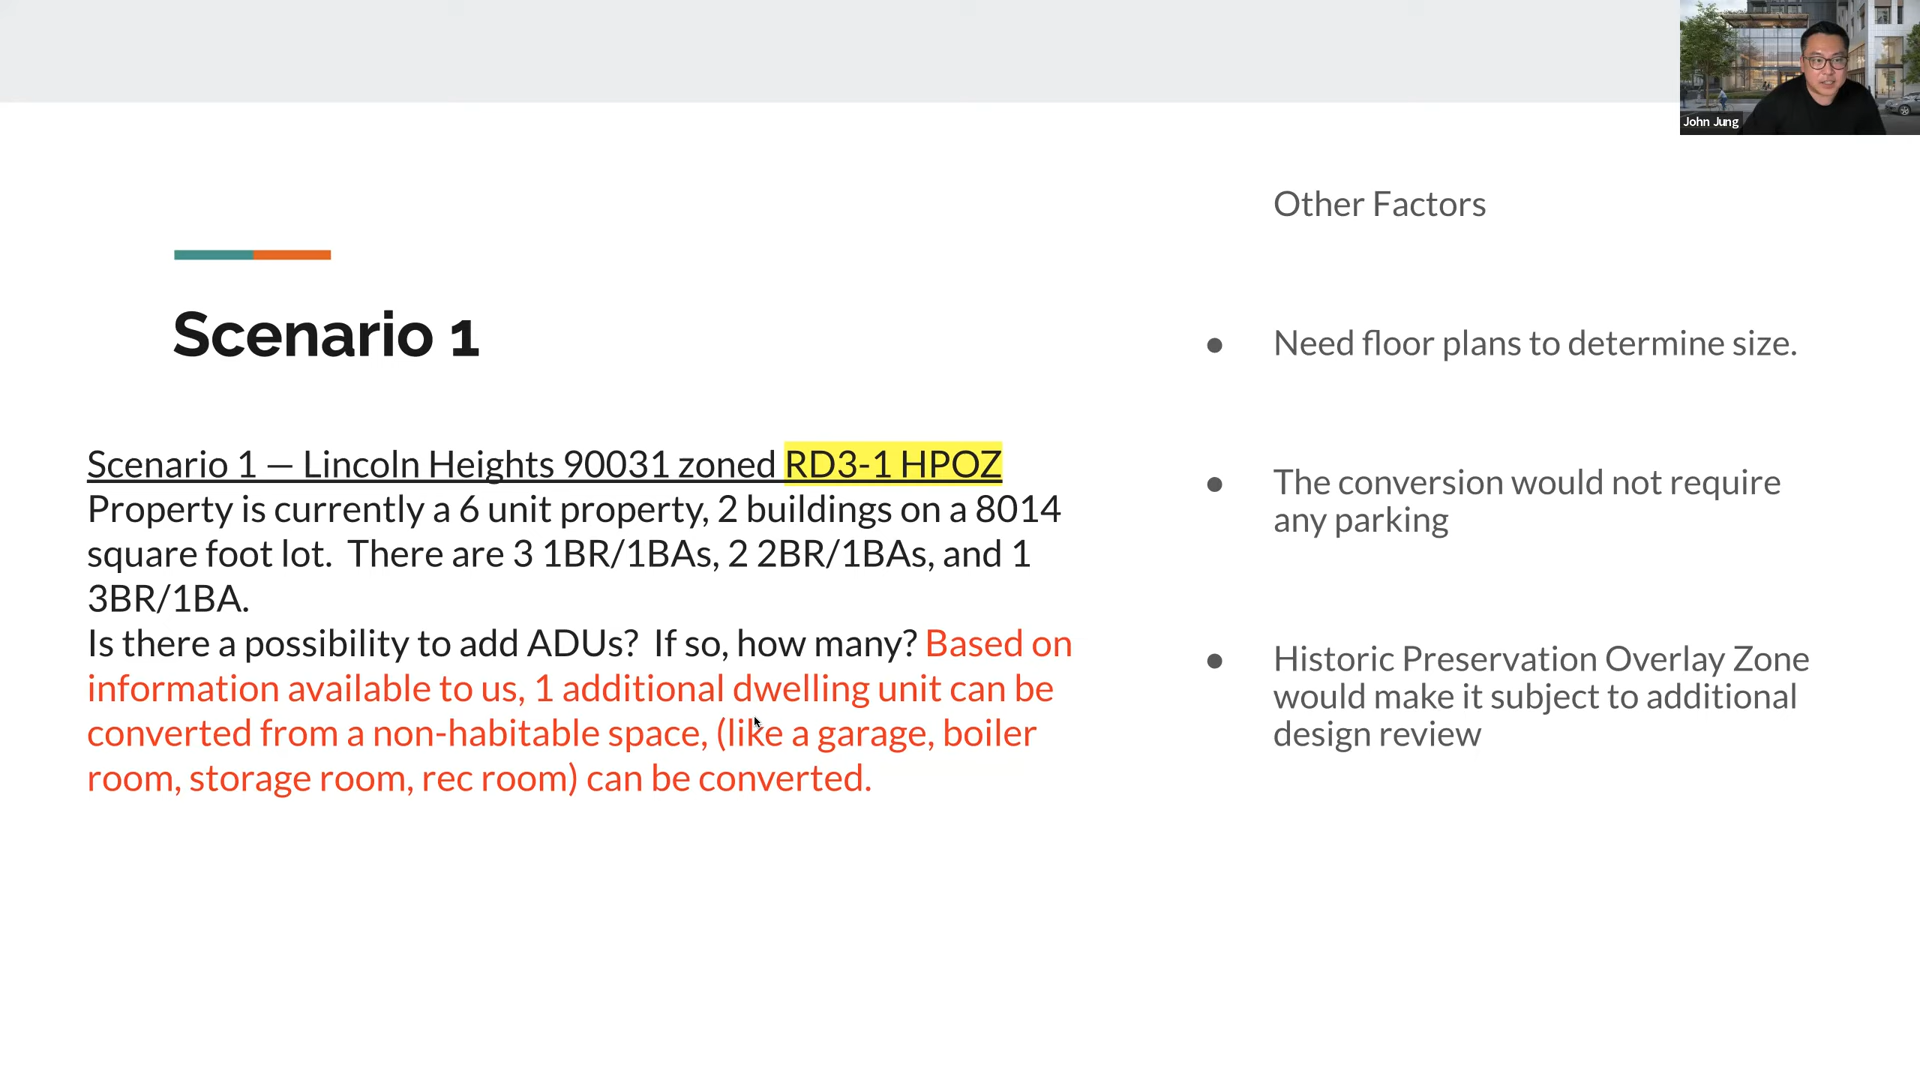 Scenario 1
Scenario 1 — Lincoln Heights 90031 zoned RD3-1 HPOZ
Property is currently a 6 unit property, 2 buildings on a 8014
square foot lot.  There are 3 1BR/1BAs, 2 2BR/1BAs, and 1
3BR/1BA.
Is there a possibility to add ADUs?  If so, how many? Based on
information available to us, 1 additional dwelling unit can be
converted from a non-habitable space, (like a garage, boiler
room, storage room, rec room) can be converted.
Other Factors
● Need floor plans to determine size.
● The conversion would not require
any parking
● Historic Preservation Overlay Zone
would make it subject to additional
design review
John Jung